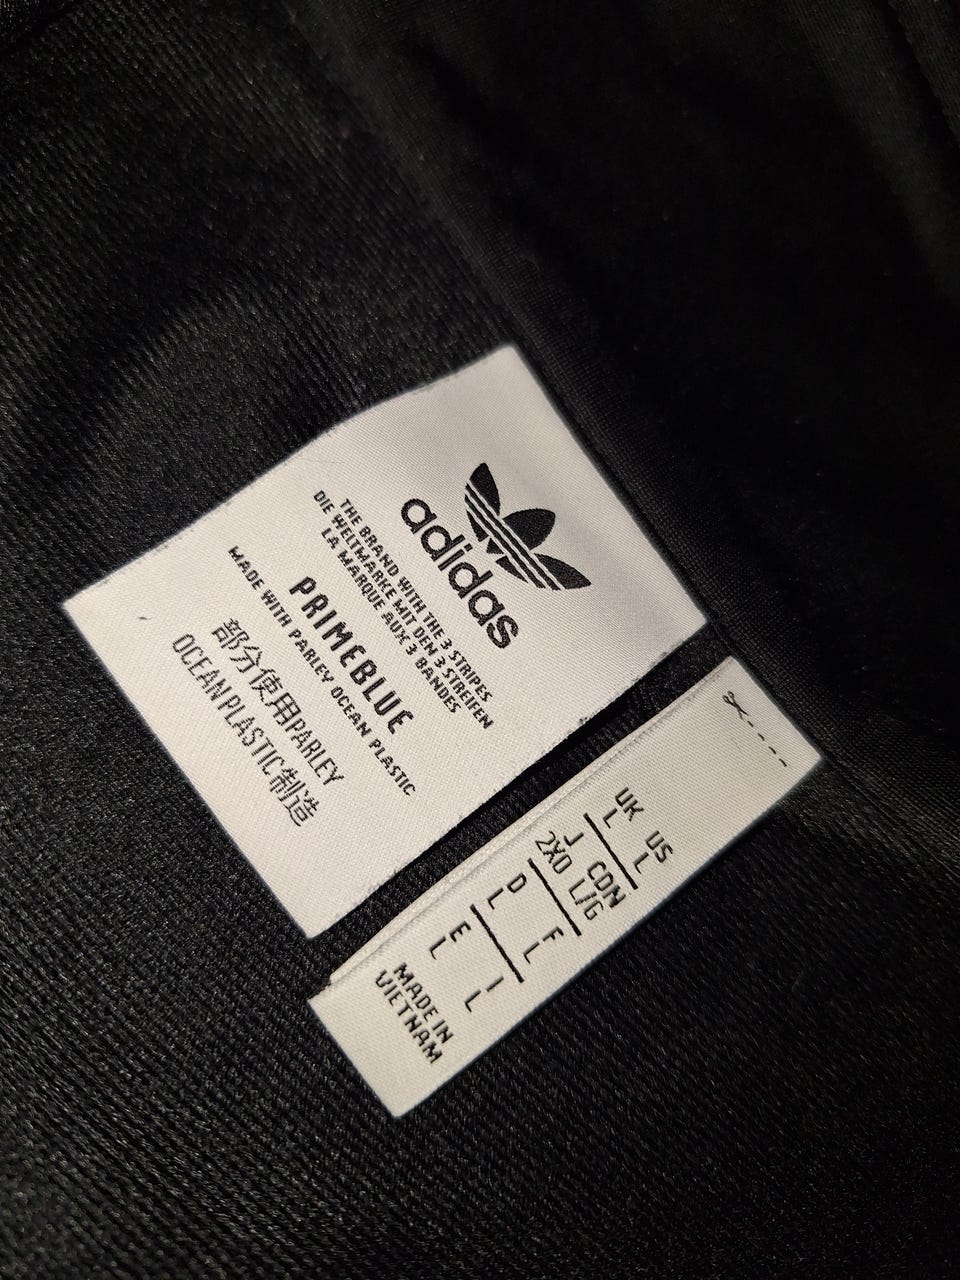 adidas
THE BRAND WITH THE 3 STRIPES
DIE WELTMARKE MIT DEN 3 STREIFEN
LA MARQUE AUX 3 BANDES
PRIMEBLUE
MADE WITH PARLEY OCEAN PLASTIC
部分使用PARLEY
OCEAN PLASTIC制造
UK US
L L
J CDN
2XO L/G
D F
L L
E I
L L
MADE IN
VIETNAM